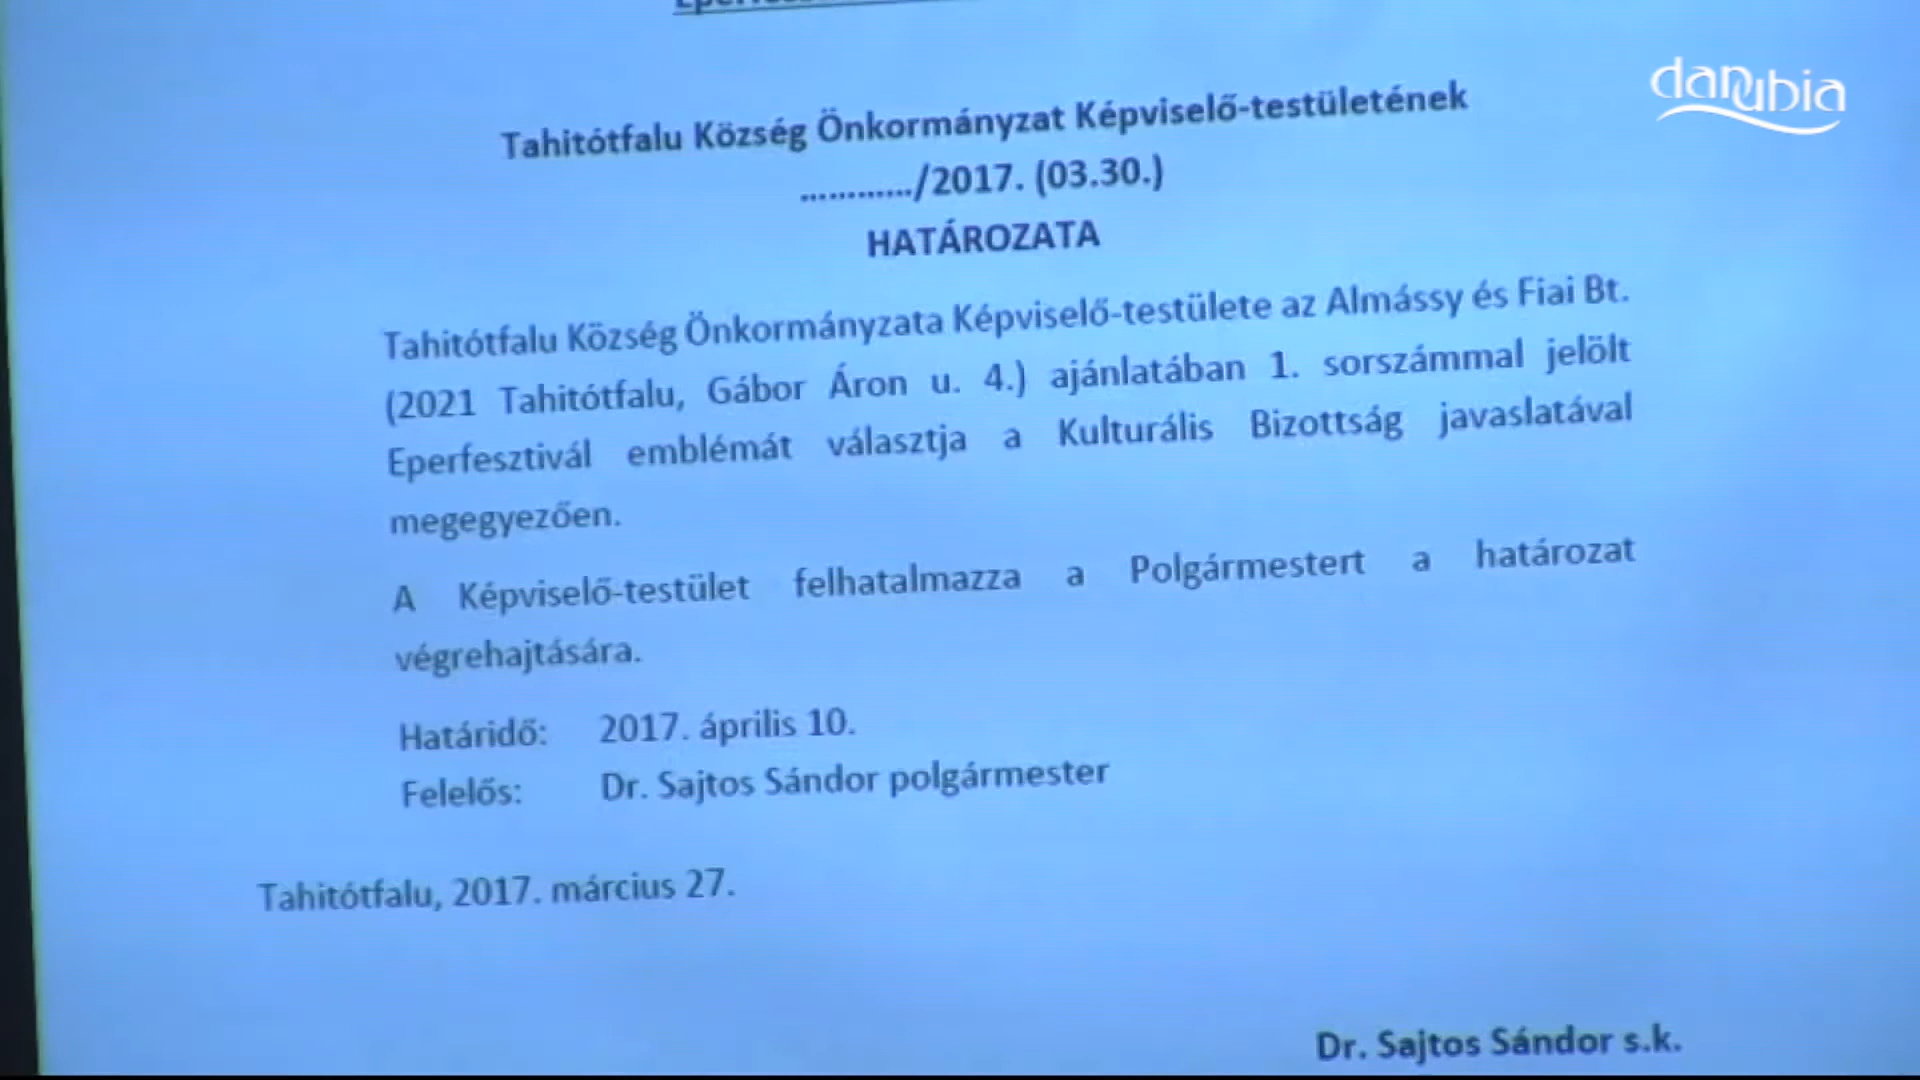 danubia
Tahitótfalu Község Önkormányzat Képviselő-testületének
............/2017. (03.30.)
HATÁROZATA
Tahitótfalu Község Önkormányzata Képviselő-testülete az Almássy és Fiai Bt.
(2021 Tahitótfalu, Gábor Áron u. 4.) ajánlatában 1. sorszámmal jelölt
Eperfesztivál emblémát választja a Kulturális Bizottság javaslatával
megegyezően.
A Képviselő-testület felhatalmazza a Polgármestert a határozat
végrehajtására.
Határidő: 2017. április 10.
Felelős: Dr. Sajtos Sándor polgármester
Tahitótfalu, 2017. március 27.
Dr. Sajtos Sándor s.k.